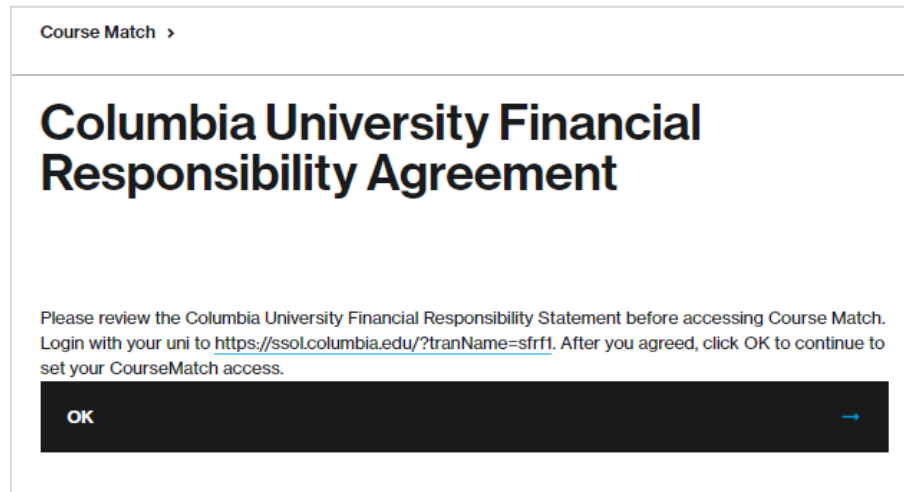 Course Match >
Columbia University Financial
Responsibility Agreement
Please review the Columbia University Financial Responsibility Statement before accessing Course Match.
Login with your uni to https://ssol.columbia.edu/?tranName=sfrf1. After you agreed, click OK to continue to
set your CourseMatch access.
OK →